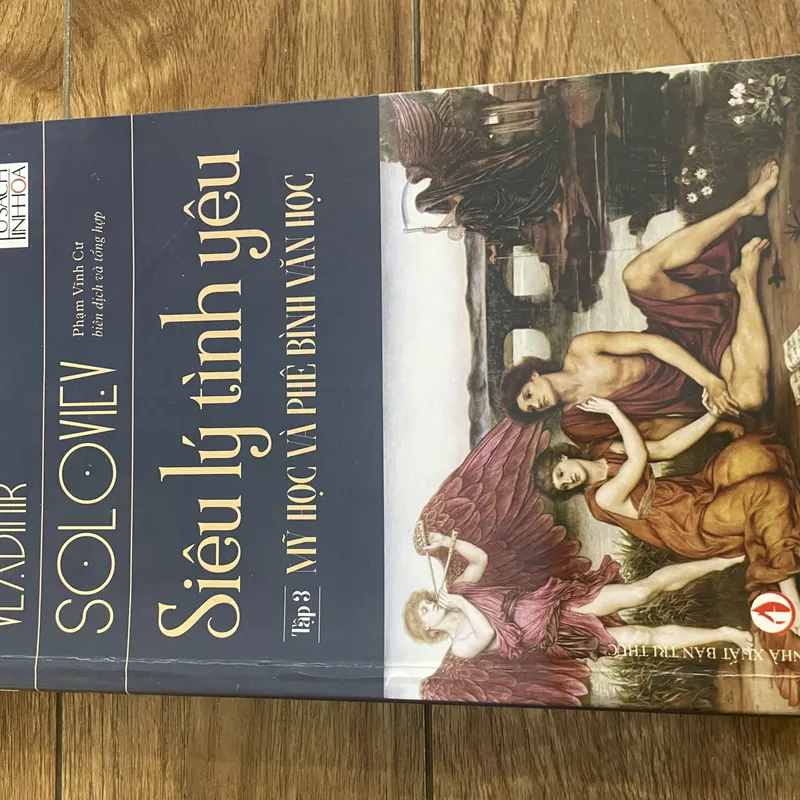 TỦ SÁCH
TINH HOA
VLADIMIR
SOLOVIEV
Phạm Vĩnh Cư
biên dịch và tổng hợp
Siêu lý tình yêu
Tập 3 MỸ HỌC VÀ PHÊ BÌNH VĂN HỌC
NHÀ XUẤT BẢN TRI THỨC